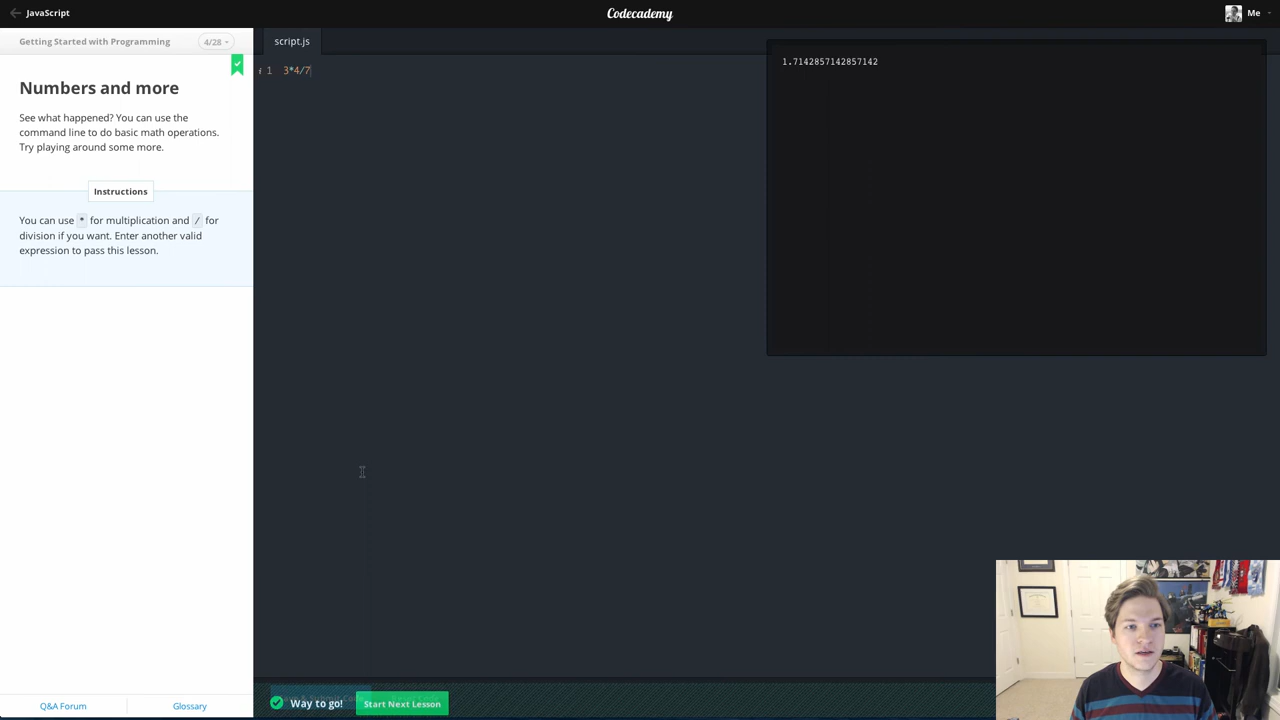 JavaScript
Codecademy
Me
Getting Started with Programming
4/28
script.js
1 3*4/7
1.7142857142857142
Numbers and more
See what happened? You can use the
command line to do basic math operations.
Try playing around some more.
Instructions
You can use * for multiplication and / for
division if you want. Enter another valid
expression to pass this lesson.
Way to go!
Start Next Lesson
Q&A Forum
Glossary